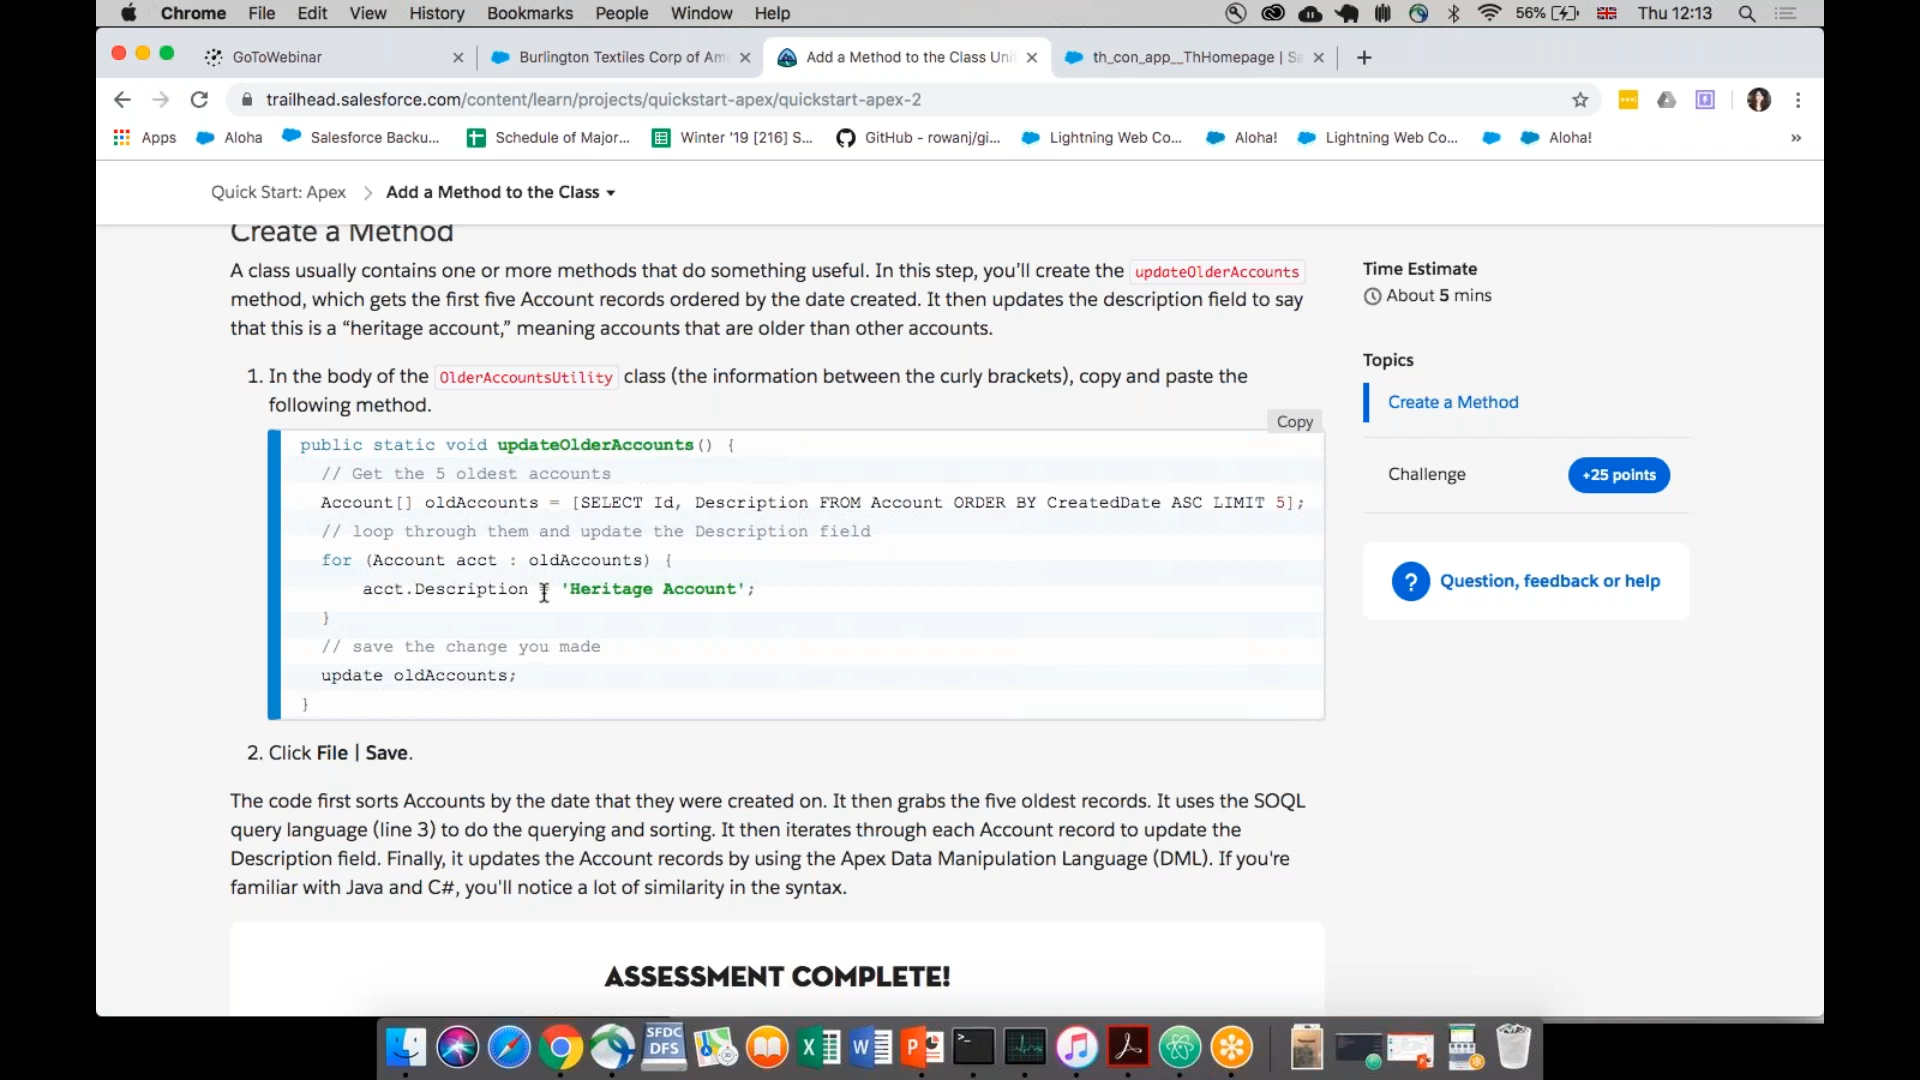 Chrome File Edit View History Bookmarks People Window Help 56% Thu 12:13
GoToWebinar Burlington Textiles Corp of Am Add a Method to the Class Uni th_con_app__ThHomepage | Sa
trailhead.salesforce.com/content/learn/projects/quickstart-apex/quickstart-apex-2
Apps Aloha Salesforce Backu... Schedule of Major... Winter '19 [216] S... GitHub - rowanj/gi... Lightning Web Co... Aloha! Lightning Web Co... Aloha! »
Quick Start: Apex Add a Method to the Class
Create a Method
A class usually contains one or more methods that do something useful. In this step, you’ll create the updateOlderAccounts
method, which gets the first five Account records ordered by the date created. It then updates the description field to say
that this is a “heritage account,” meaning accounts that are older than other accounts.
1. In the body of the OlderAccountsUtility class (the information between the curly brackets), copy and paste the
following method.
Copy
public static void updateOlderAccounts() {
// Get the 5 oldest accounts
Account[] oldAccounts = [SELECT Id, Description FROM Account ORDER BY CreatedDate ASC LIMIT 5];
// loop through them and update the Description field
for (Account acct : oldAccounts) {
acct.Description = 'Heritage Account';
}
// save the change you made
update oldAccounts;
}
2. Click File | Save.
The code first sorts Accounts by the date that they were created on. It then grabs the five oldest records. It uses the SOQL
query language (line 3) to do the querying and sorting. It then iterates through each Account record to update the
Description field. Finally, it updates the Account records by using the Apex Data Manipulation Language (DML). If you're
familiar with Java and C#, you'll notice a lot of similarity in the syntax.
ASSESSMENT COMPLETE!
Time Estimate
About 5 mins
Topics
Create a Method
Challenge +25 points
? Question, feedback or help
SFDC
DFS